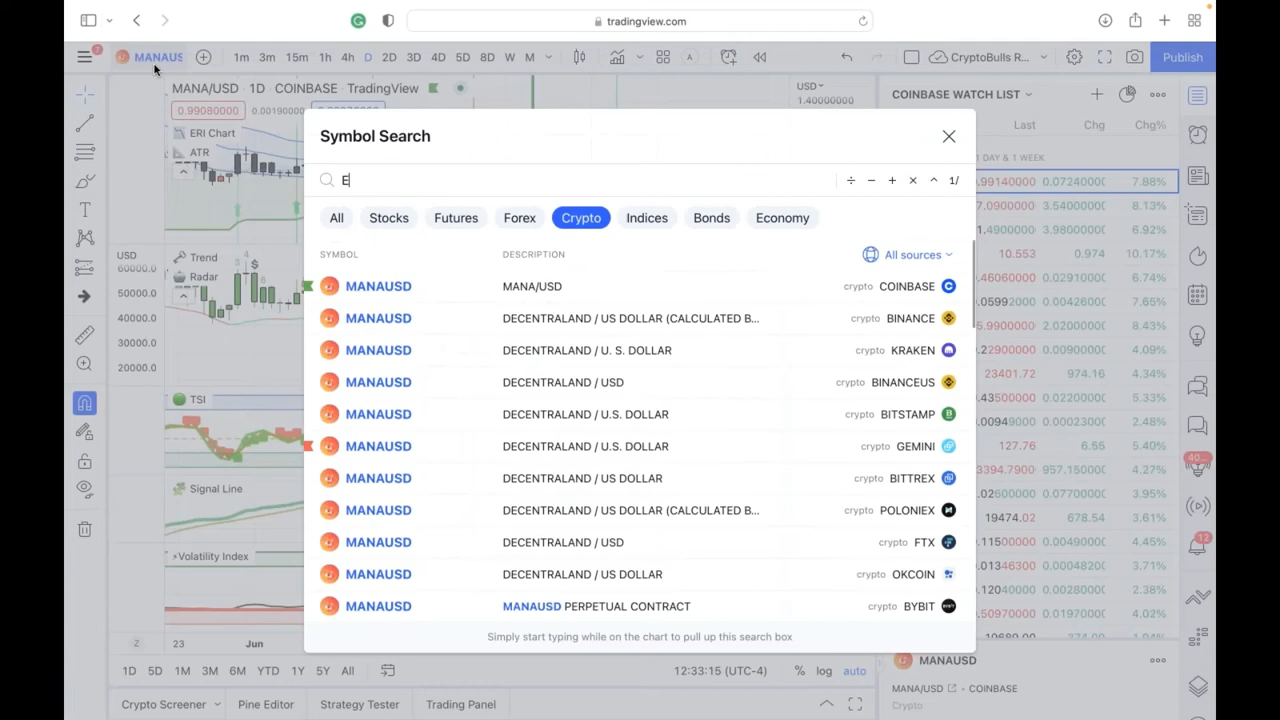 tradingview.com
7
MANAUS
1m 3m 15m 1h 4h D 2D 3D 4D 5D 8D W M
A
CryptoBulls R...
Publish
MANA/USD · 1D · COINBASE · TradingView
0.99080000
USD
1.40000000
COINBASE WATCH LIST
Last Chg Chg%
1 DAY & 1 WEEK
ERI Chart
ATR
USD
60000.0
50000.0
40000.0
30000.0
20000.0
Trend
$
Radar
TSI
Signal Line
⚡Volatility Index
Symbol Search
E
÷ − + × 1/
All Stocks Futures Forex Crypto Indices Bonds Economy
SYMBOL DESCRIPTION All sources
MANAUSD MANA/USD crypto COINBASE
MANAUSD DECENTRALAND / US DOLLAR (CALCULATED B... crypto BINANCE
MANAUSD DECENTRALAND / U. S. DOLLAR crypto KRAKEN
MANAUSD DECENTRALAND / USD crypto BINANCEUS
MANAUSD DECENTRALAND / U.S. DOLLAR crypto BITSTAMP
MANAUSD DECENTRALAND / U.S. DOLLAR crypto GEMINI
MANAUSD DECENTRALAND / US DOLLAR crypto BITTREX
MANAUSD DECENTRALAND / US DOLLAR (CALCULATED B... crypto POLONIEX
MANAUSD DECENTRALAND / USD crypto FTX
MANAUSD DECENTRALAND / US DOLLAR crypto OKCOIN
MANAUSD MANAUSD PERPETUAL CONTRACT crypto BYBIT
Simply start typing while on the chart to pull up this search box
7.88%
8.13%
6.92%
10.553 0.974 10.17%
7.24%
7.65%
8.43%
4.09%
23401.72 974.16 4.34%
5.33%
2.48%
127.76 6.55 5.40%
4.27%
3.95%
19474.02 678.54 3.61%
4.45%
3.71%
2.38%
4.02%
40...
12
Z 23 Jun
1D 5D 1M 3M 6M YTD 1Y 5Y All
12:33:15 (UTC-4)
% log auto
MANAUSD
MANA/USD · COINBASE
Crypto
Crypto Screener Pine Editor Strategy Tester Trading Panel